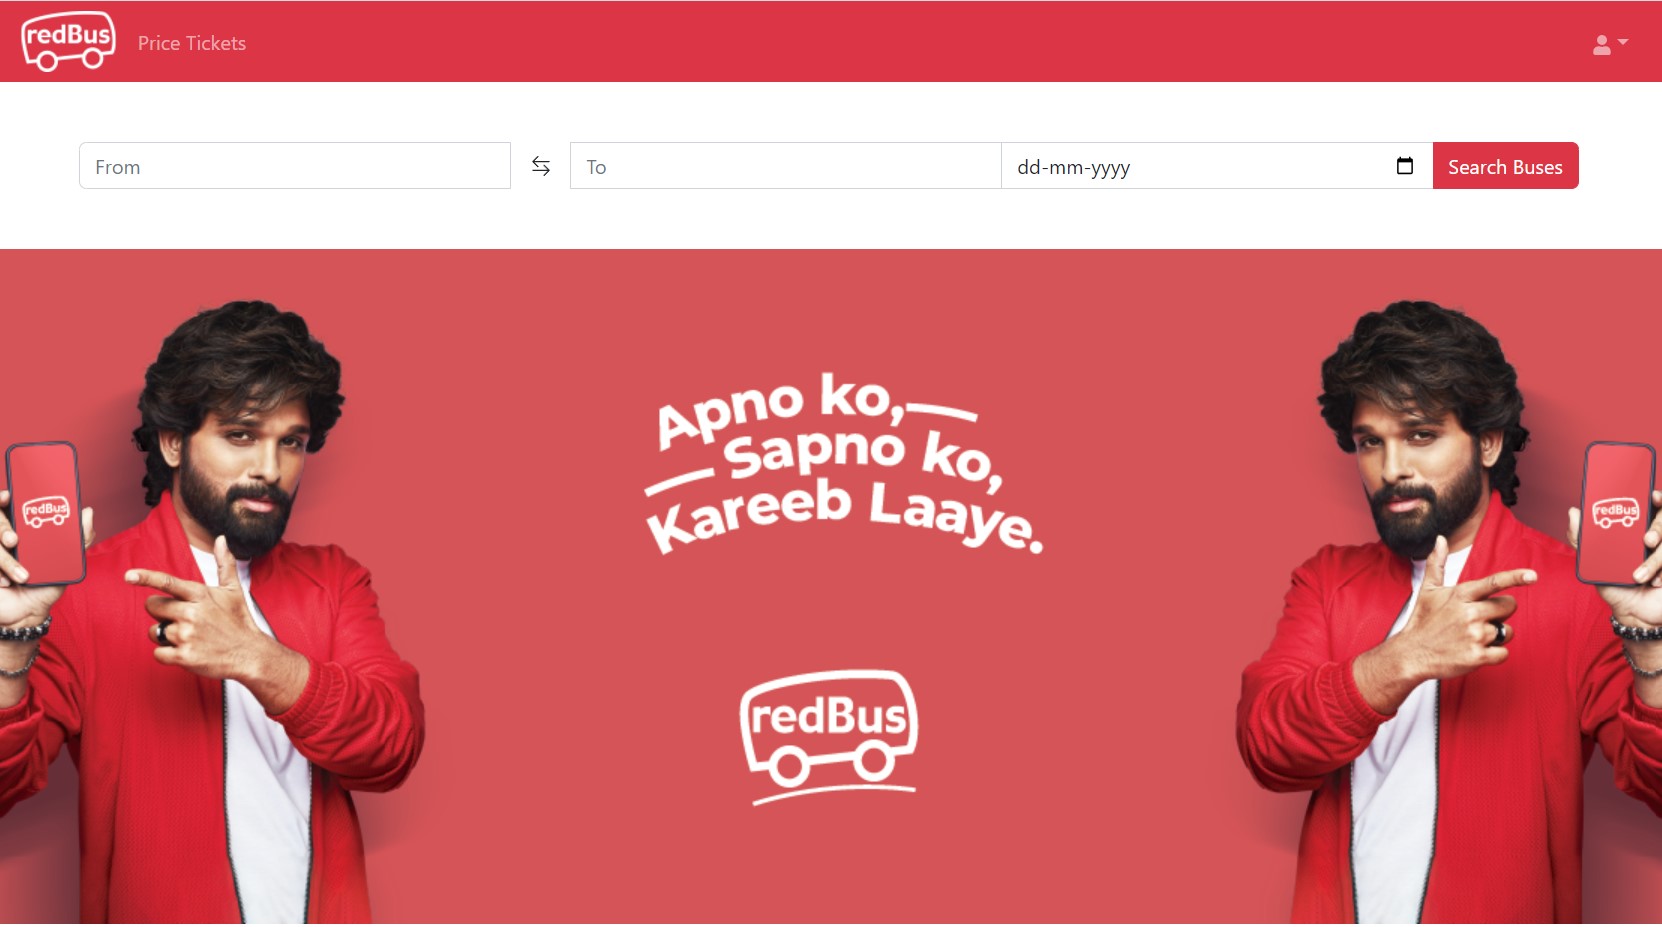 redBus
Price Tickets
From
To
dd-mm-yyyy
Search Buses
Apno ko,
Sapno ko,
Kareeb Laaye.
redBus
redBus
redBus